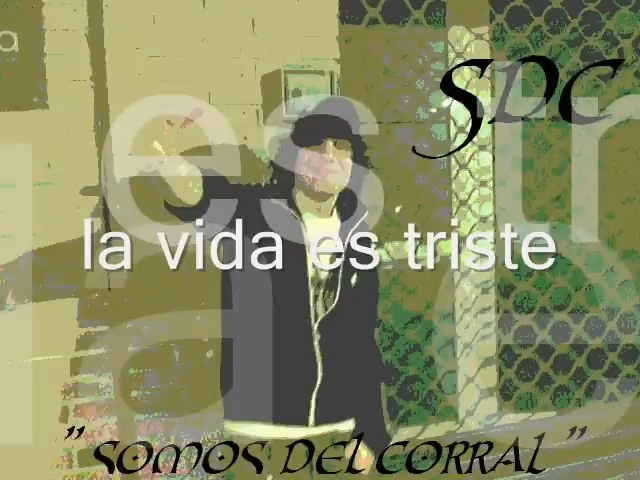 SDC
la vida es triste
" SOMOS DEL CORRAL "